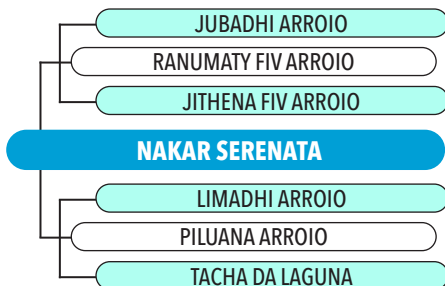 JUBADHI ARROIO
RANUMATY FIV ARROIO
JITHENA FIV ARROIO
NAKAR SERENATA
LIMADHI ARROIO
PILUANA ARROIO
TACHA DA LAGUNA